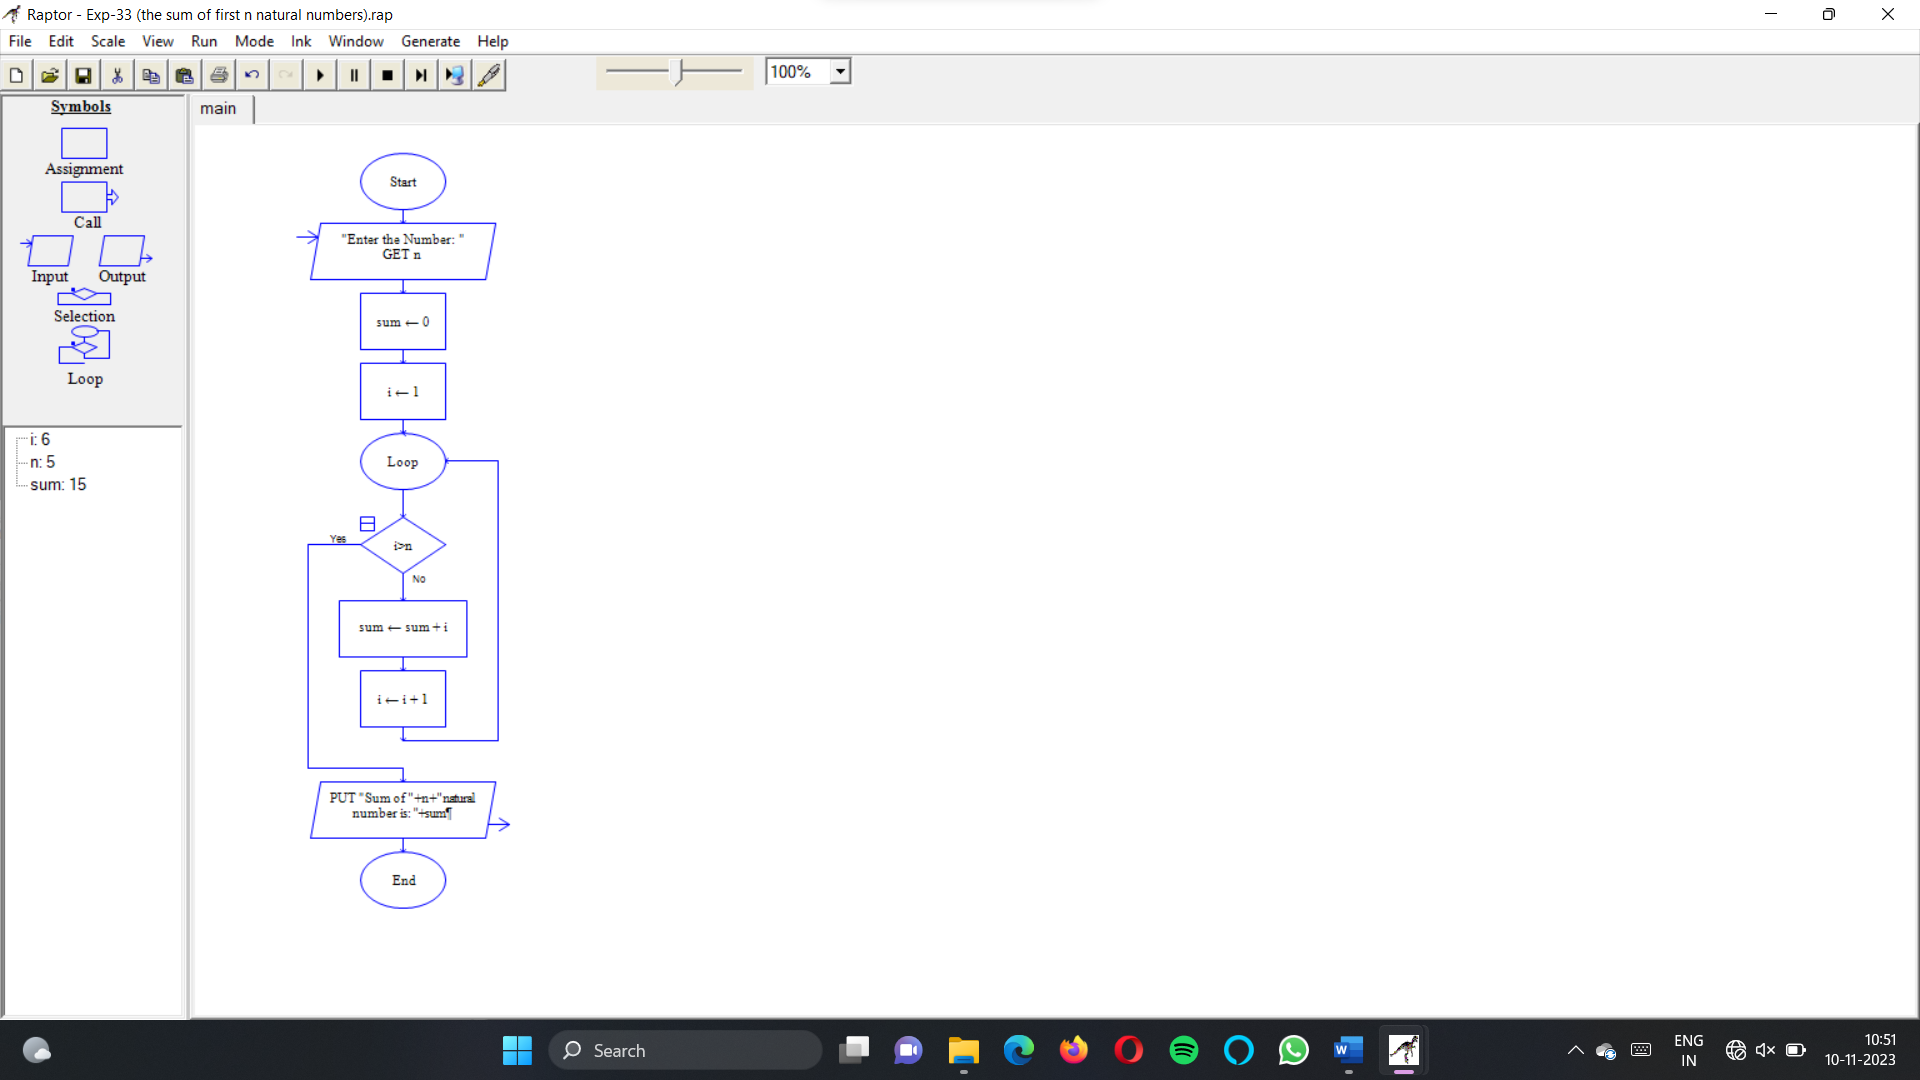 Raptor - Exp-33 (the sum of first n natural numbers).rap
File Edit Scale View Run Mode Ink Window Generate Help
100%
Symbols
main
Assignment
Call
Input Output
Selection
Loop
i: 6
n: 5
sum: 15
Start
"Enter the Number: "
GET n
sum ← 0
i ← 1
Loop
Yes
i>n
No
sum ← sum + i
i ← i + 1
PUT "Sum of "+n+"natural
number is: "+sum¶
End
Search
ENG
IN
10:51
10-11-2023